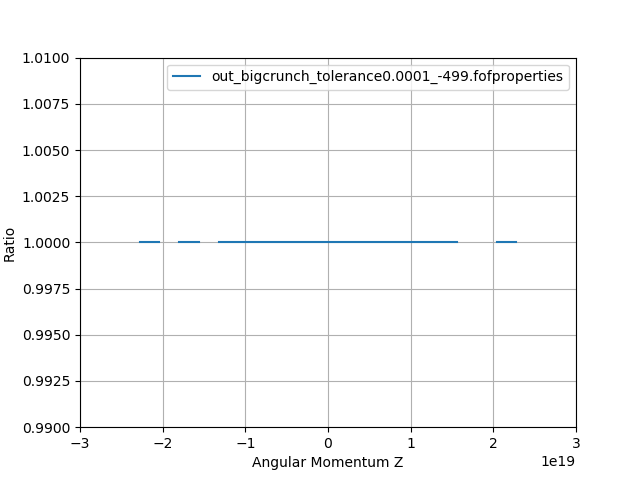 out_bigcrunch_tolerance0.0001_-499.fofproperties
1.0100
1.0075
1.0050
1.0025
1.0000
0.9975
0.9950
0.9925
0.9900
Ratio
−3 −2 −1 0 1 2 3
1e19
Angular Momentum Z